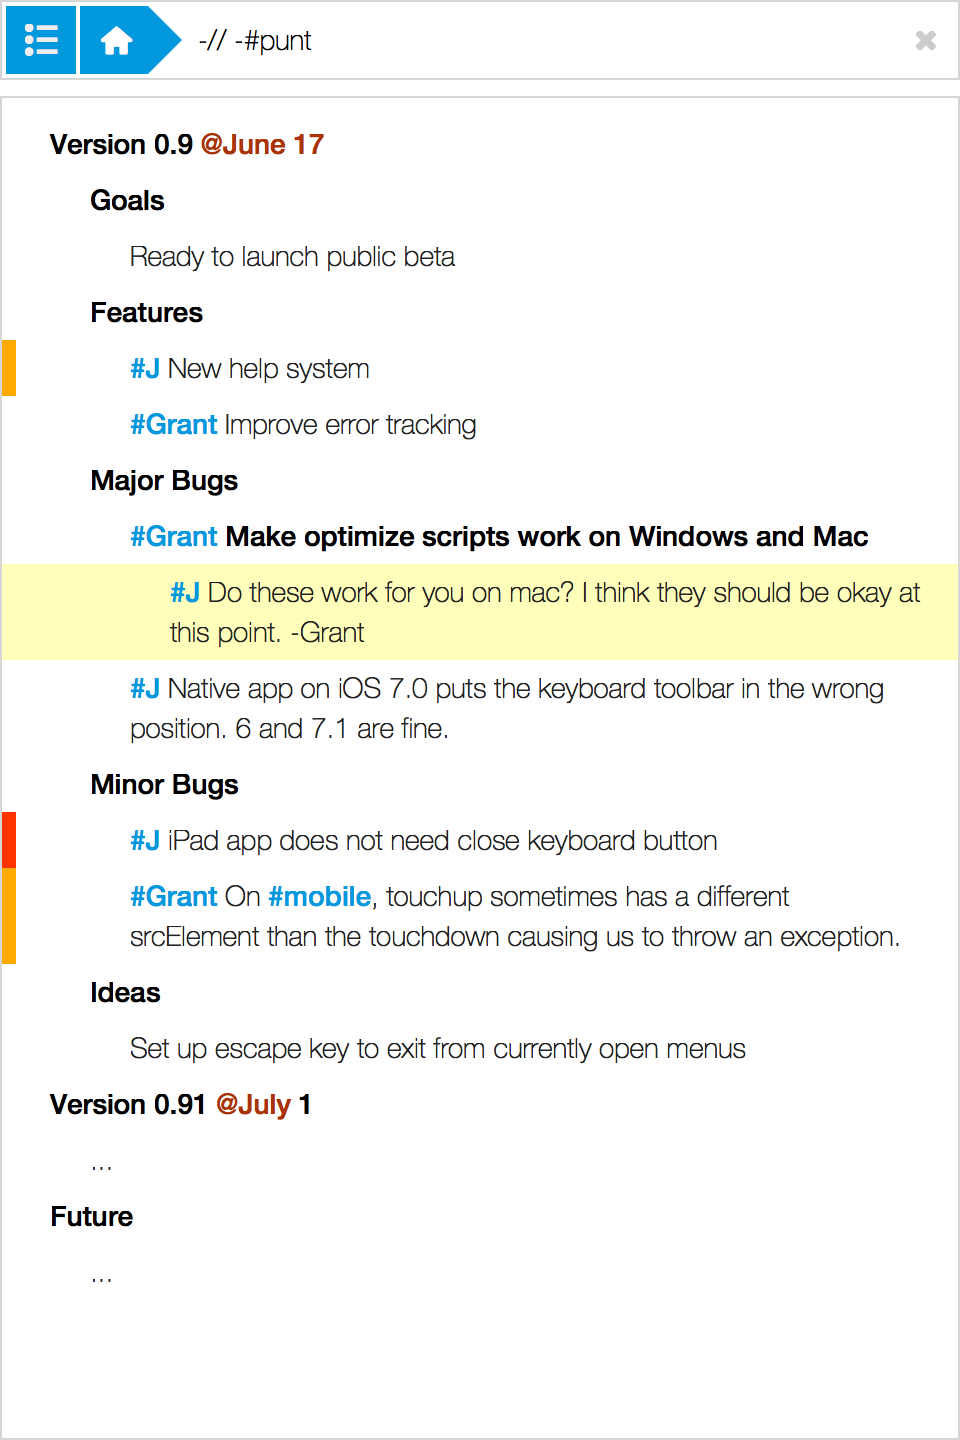 -// -#punt
Version 0.9 @June 17
Goals
Ready to launch public beta
Features
#J New help system
#Grant Improve error tracking
Major Bugs
#Grant Make optimize scripts work on Windows and Mac
#J Do these work for you on mac? I think they should be okay at
this point. -Grant
#J Native app on iOS 7.0 puts the keyboard toolbar in the wrong
position. 6 and 7.1 are fine.
Minor Bugs
#J iPad app does not need close keyboard button
#Grant On #mobile, touchup sometimes has a different
srcElement than the touchdown causing us to throw an exception.
Ideas
Set up escape key to exit from currently open menus
Version 0.91 @July 1
...
Future
...